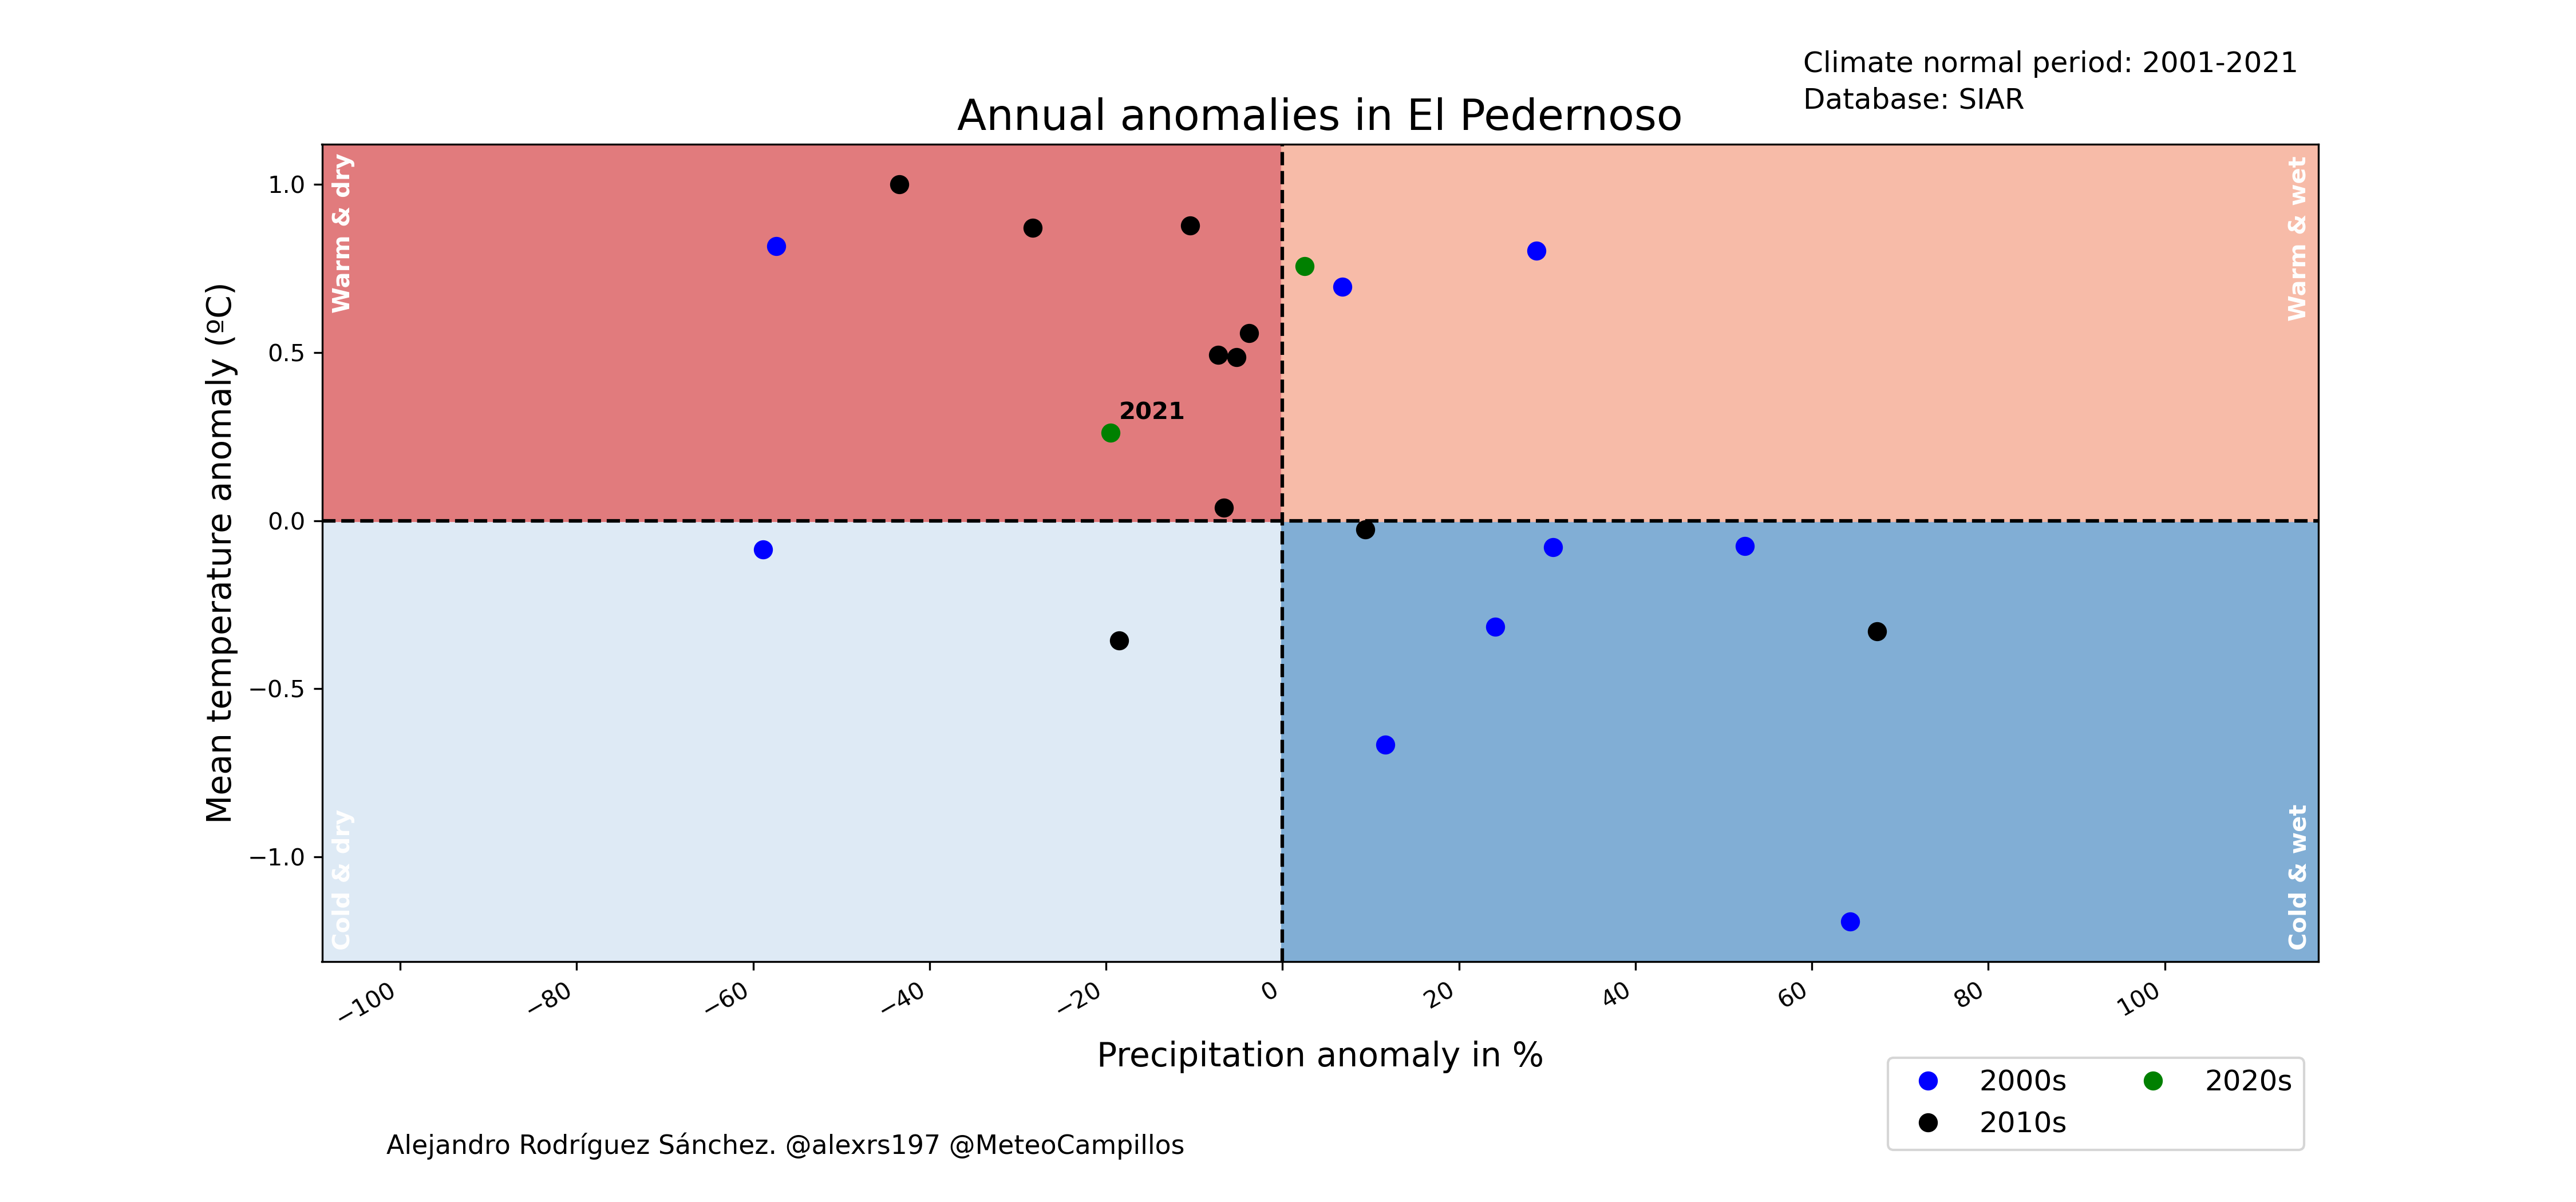 Climate normal period: 2001-2021
Database: SIAR
Annual anomalies in El Pedernoso
Warm & dry
Warm & wet
Cold & dry
Cold & wet
2021
Mean temperature anomaly (ºC)
1.0
0.5
0.0
−0.5
−1.0
−100
−80
−60
−40
−20
0
20
40
60
80
100
Precipitation anomaly in %
2000s
2010s
2020s
Alejandro Rodríguez Sánchez. @alexrs197 @MeteoCampillos